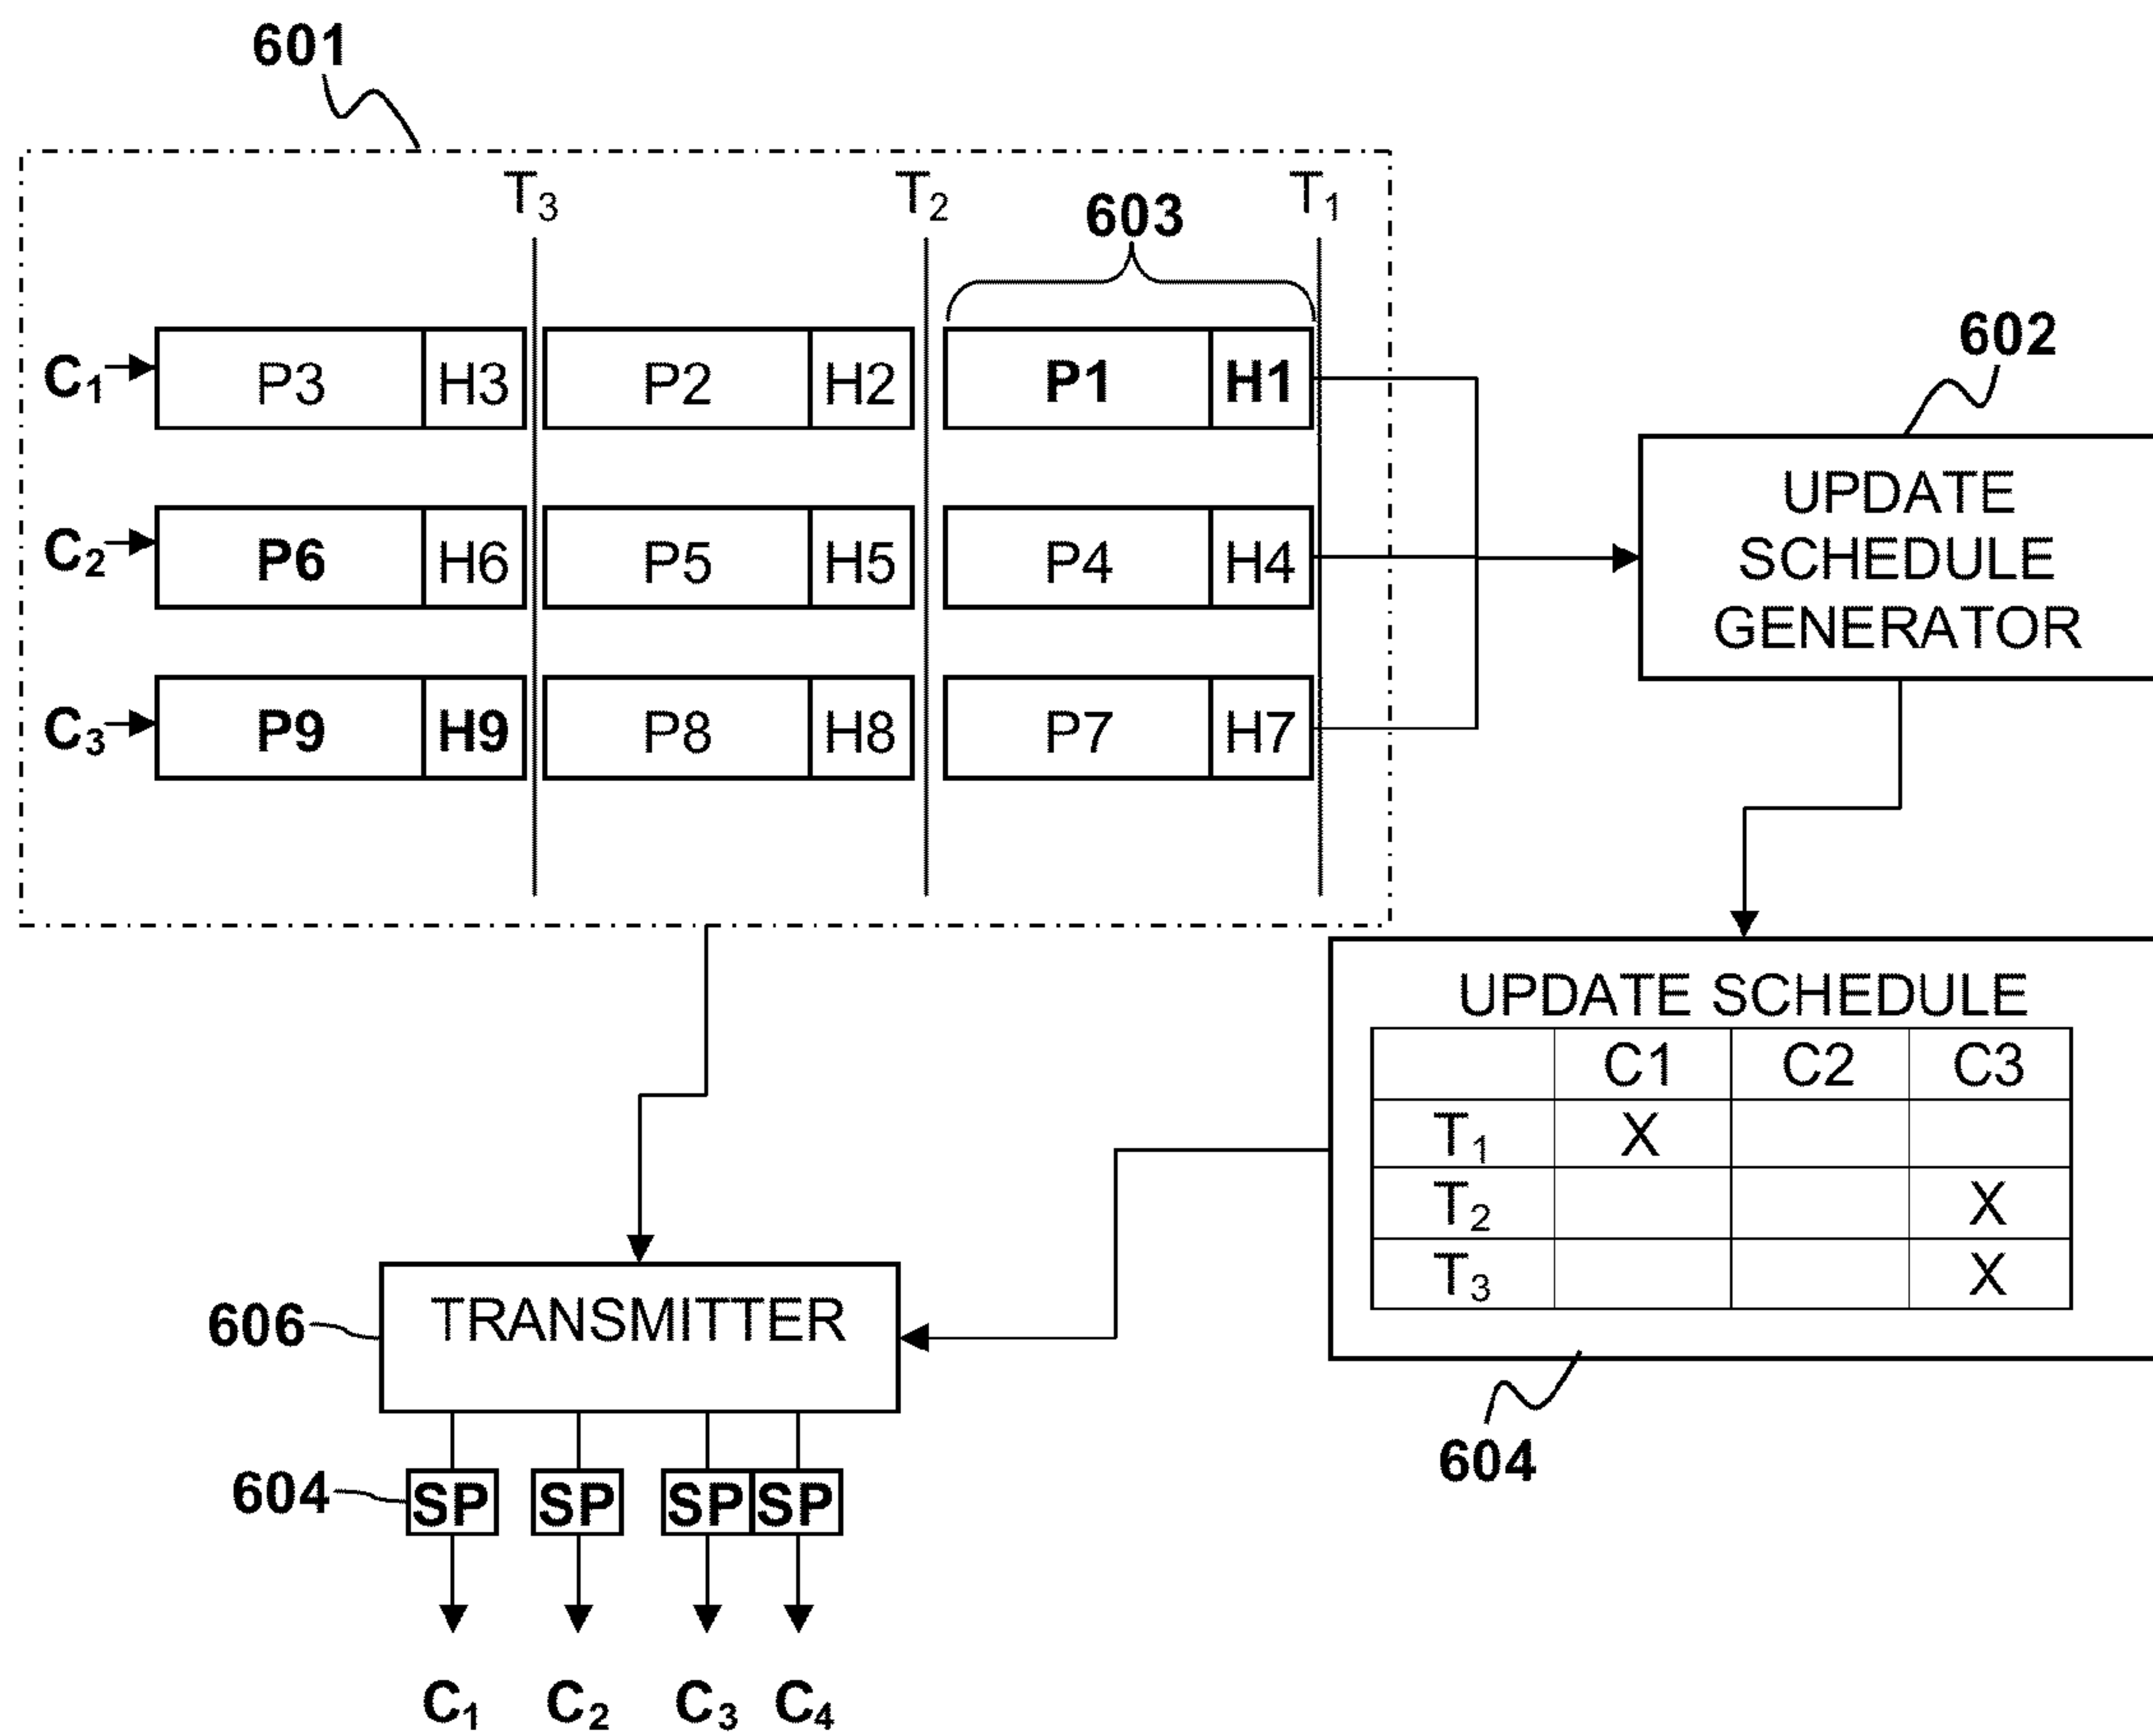 601
T3 T2 T1
603
C1 P3 H3 P2 H2 P1 H1
602
C2 P6 H6 P5 H5 P4 H4
UPDATE
SCHEDULE
GENERATOR
C3 P9 H9 P8 H8 P7 H7
UPDATE SCHEDULE
C1 C2 C3
T1 X
T2 X
T3 X
604
606 TRANSMITTER
604 SP SP SP SP
C1 C2 C3 C4